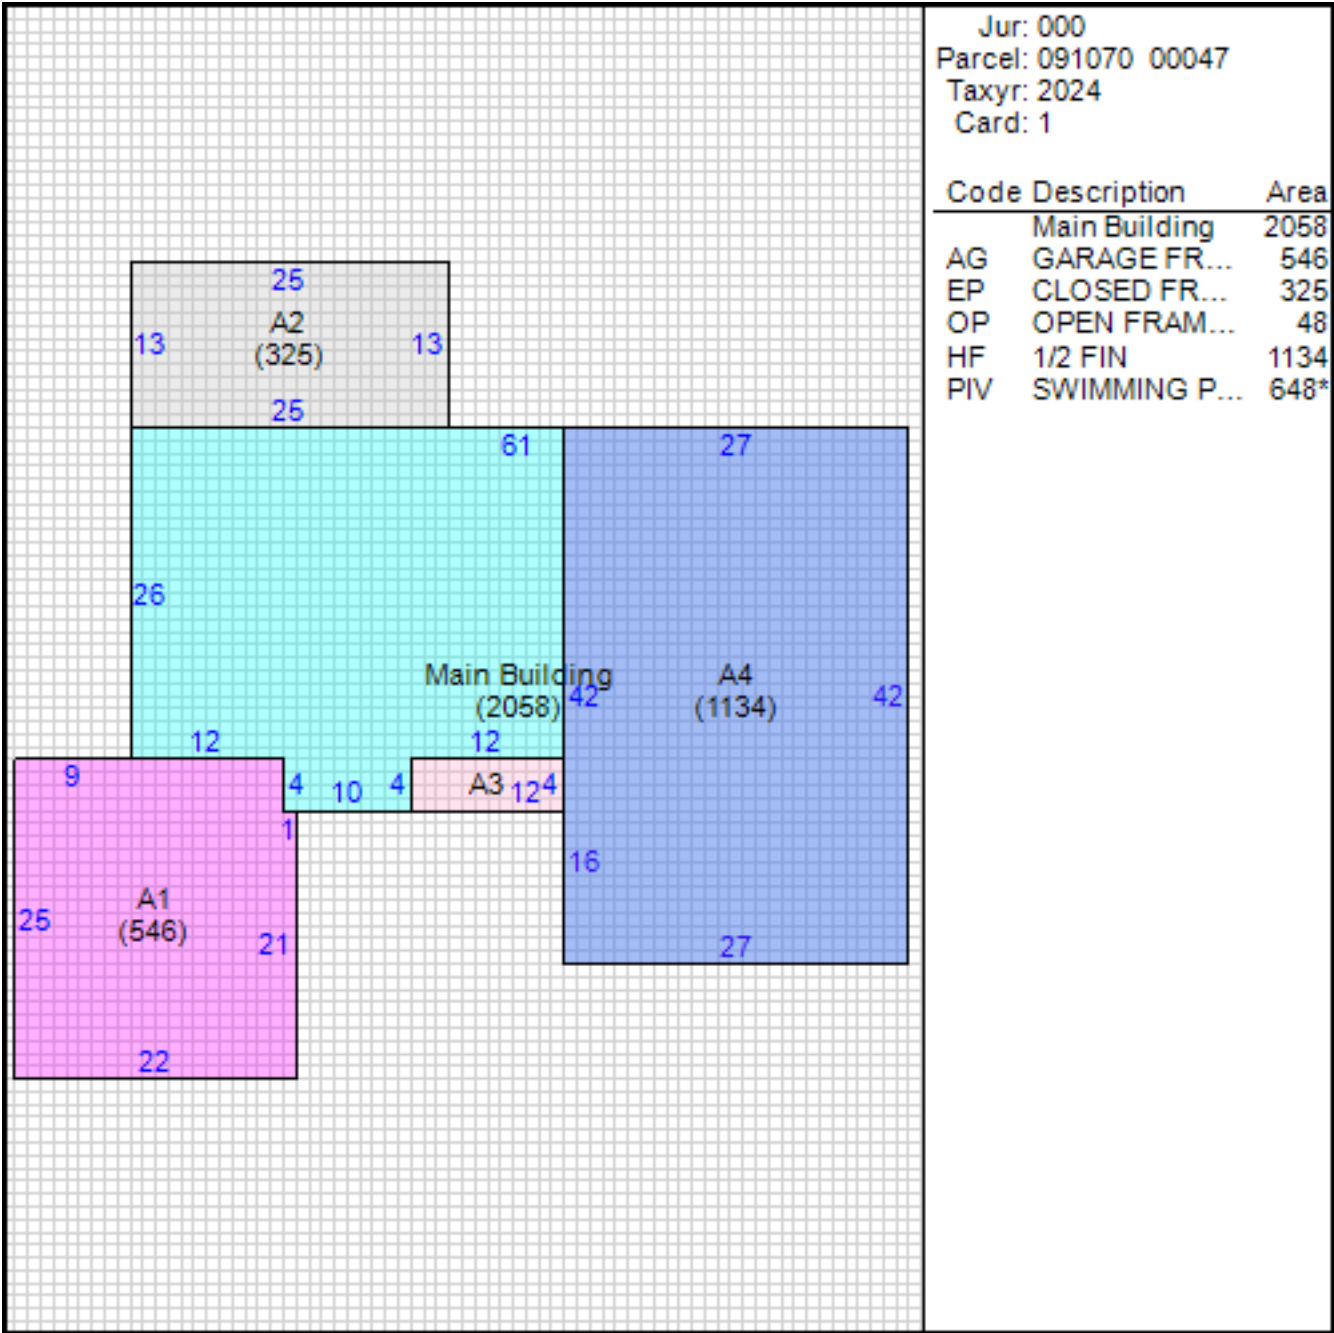 Jur: 000
Parcel: 091070 00047
Taxyr: 2024
Card: 1
Code Description Area
Main Building 2058
AG GARAGE FR... 546
EP CLOSED FR... 325
OP OPEN FRAM... 48
HF 1/2 FIN 1134
PIV SWIMMING P... 648*
25
A2
13 (325) 13
25
61 27
26
Main Building
(2058)
A4
(1134)
42 42
12 12
9 4 10 4 A3 12 4
1
16
A1
(546)
25 21
27
22